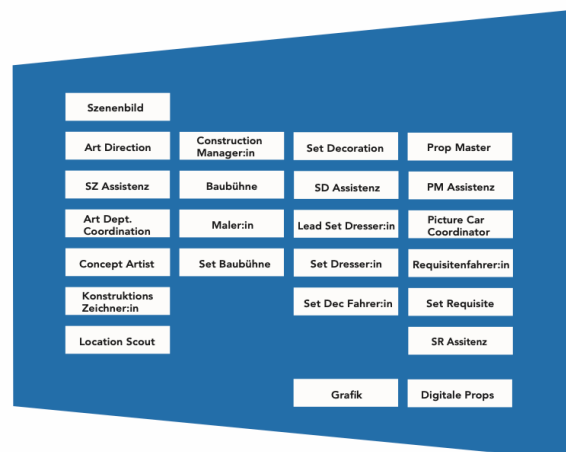 Szenenbild
Art Direction
Construction
Manager:in
Set Decoration
Prop Master
SZ Assistenz
Baubühne
SD Assistenz
PM Assistenz
Art Dept.
Coordination
Maler:in
Lead Set Dresser:in
Picture Car
Coordinator
Concept Artist
Set Baubühne
Set Dresser:in
Requisitenfahrer:in
Konstruktions
Zeichner:in
Set Dec Fahrer:in
Set Requisite
Location Scout
SR Assitenz
Grafik
Digitale Props